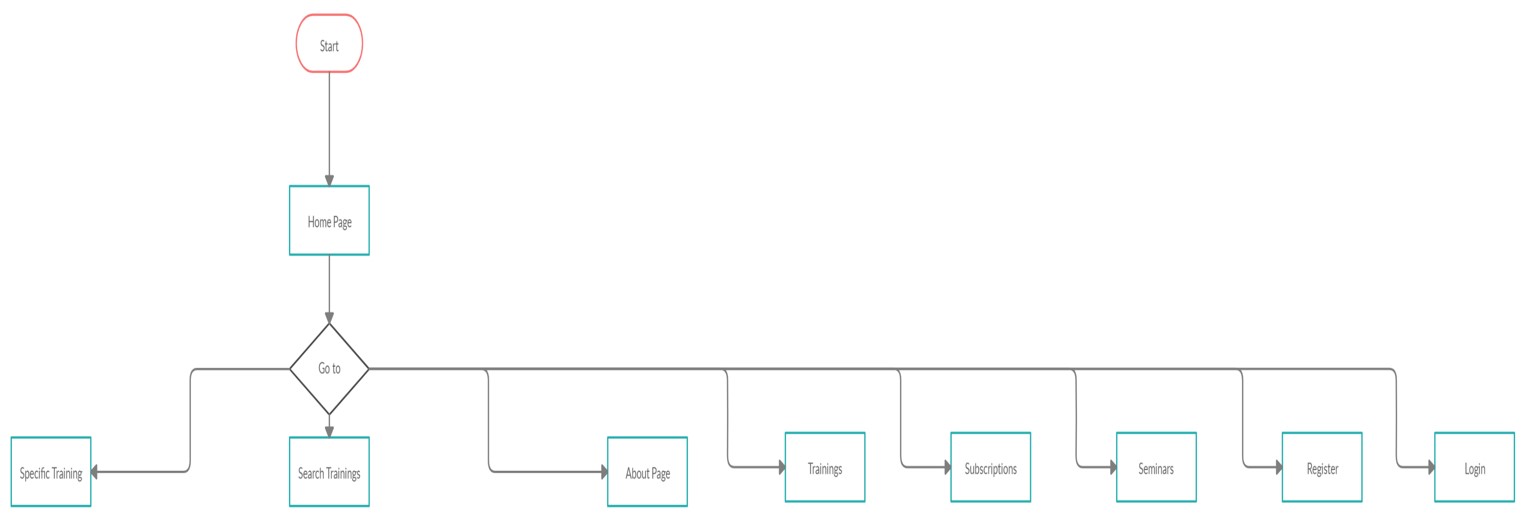 Start
Home Page
Go to
Specific Training
Search Trainings
About Page
Trainings
Subscriptions
Seminars
Register
Login